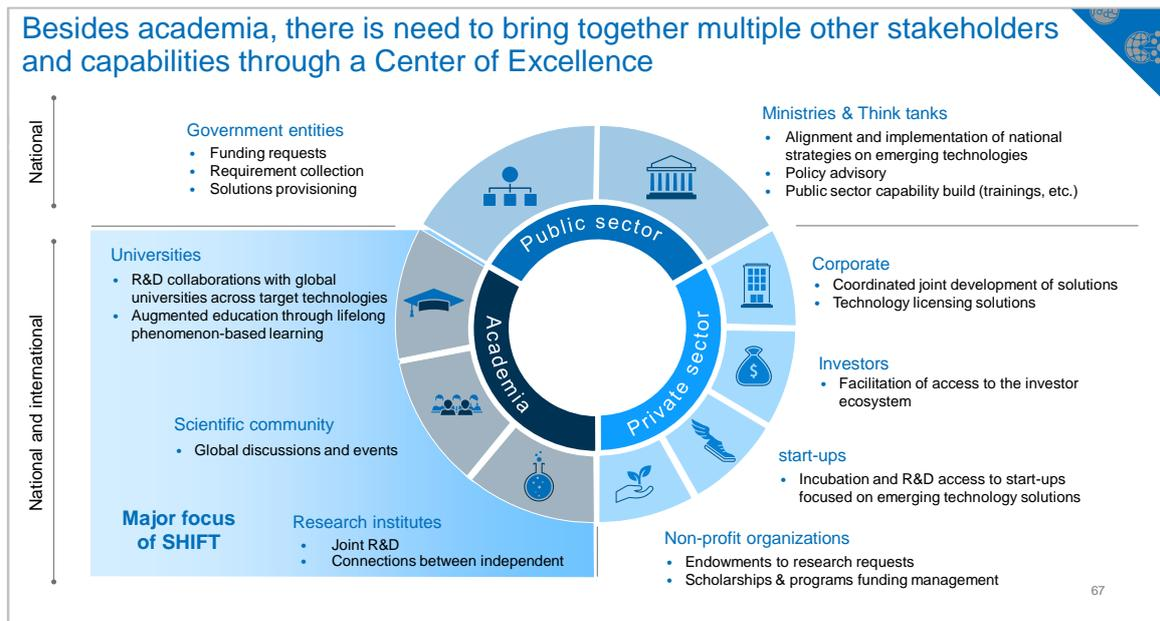 Besides academia, there is need to bring together multiple other stakeholders
and capabilities through a Center of Excellence
National
Government entities
• Funding requests
• Requirement collection
• Solutions provisioning
Ministries & Think tanks
• Alignment and implementation of national
strategies on emerging technologies
• Policy advisory
• Public sector capability build (trainings, etc.)
Public sector
Academia
Private sector
$
National and international
Universities
• R&D collaborations with global
universities across target technologies
• Augmented education through lifelong
phenomenon-based learning
Scientific community
• Global discussions and events
Major focus
of SHIFT
Research institutes
• Joint R&D
• Connections between independent
Corporate
• Coordinated joint development of solutions
• Technology licensing solutions
Investors
• Facilitation of access to the investor
ecosystem
start-ups
• Incubation and R&D access to start-ups
focused on emerging technology solutions
Non-profit organizations
• Endowments to research requests
• Scholarships & programs funding management
67